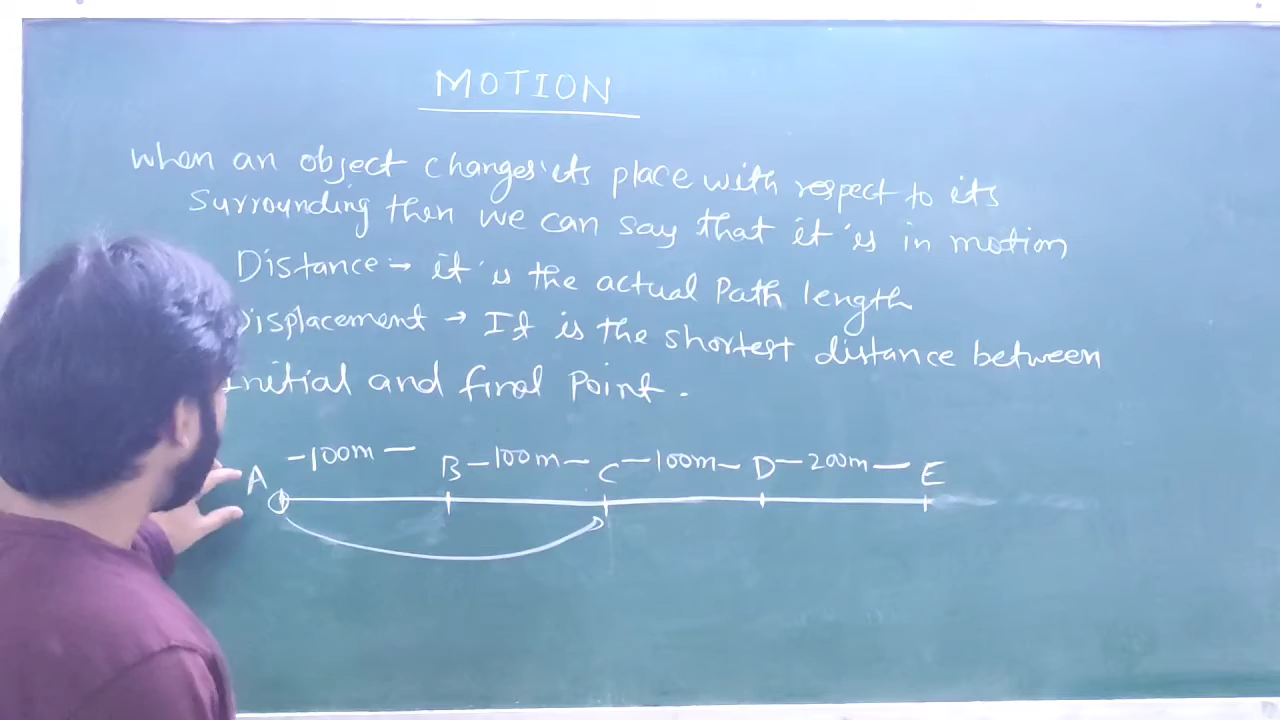 MOTION
When an object changes its place with respect to its
Surrounding then we can say that it is in motion
Distance → it is the actual Path length
Displacement → It is the shortest distance between
Initial and final Point.
A -100m- B -100m- C -100m- D -200m- E